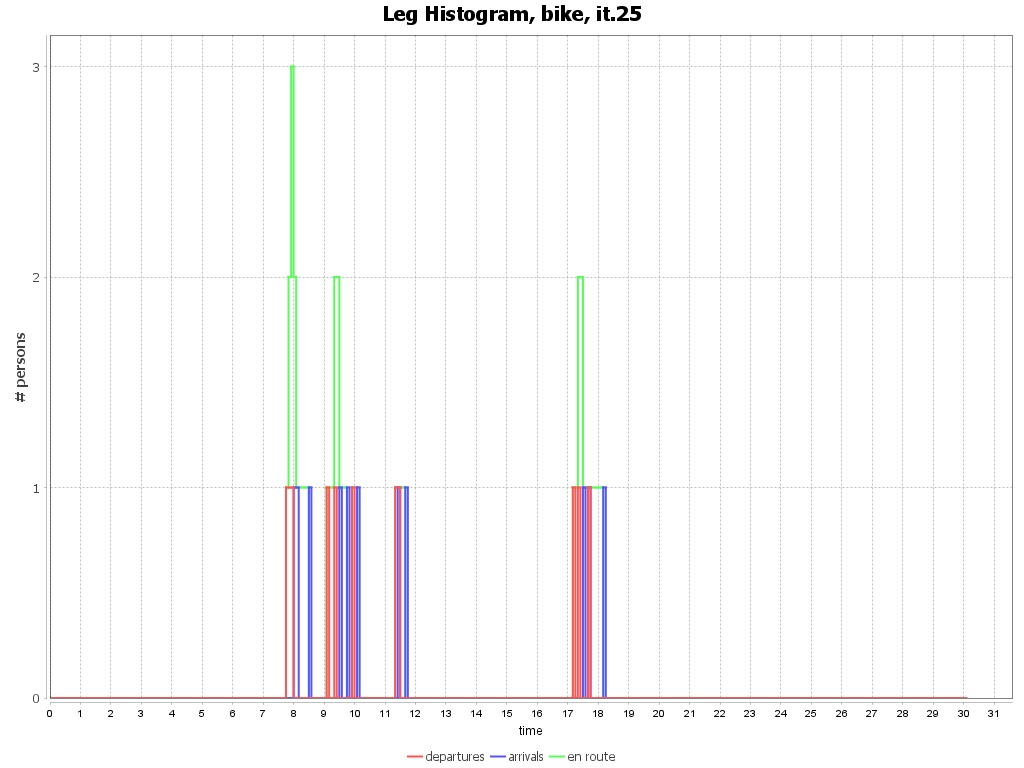 Leg Histogram, bike, it.25
# persons
3
2
1
0
0 1 2 3 4 5 6 7 8 9 10 11 12 13 14 15 16 17 18 19 20 21 22 23 24 25 26 27 28 29 30 31
time
departures arrivals en route